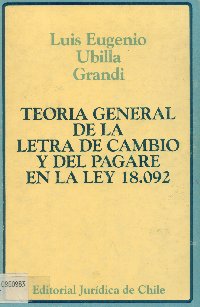 Luis Eugenio
Ubilla
Grandi
TEORIA GENERAL
DE LA
LETRA DE CAMBIO
Y DEL PAGARE
EN LA LEY 18.092
Editorial Jurídica de Chile